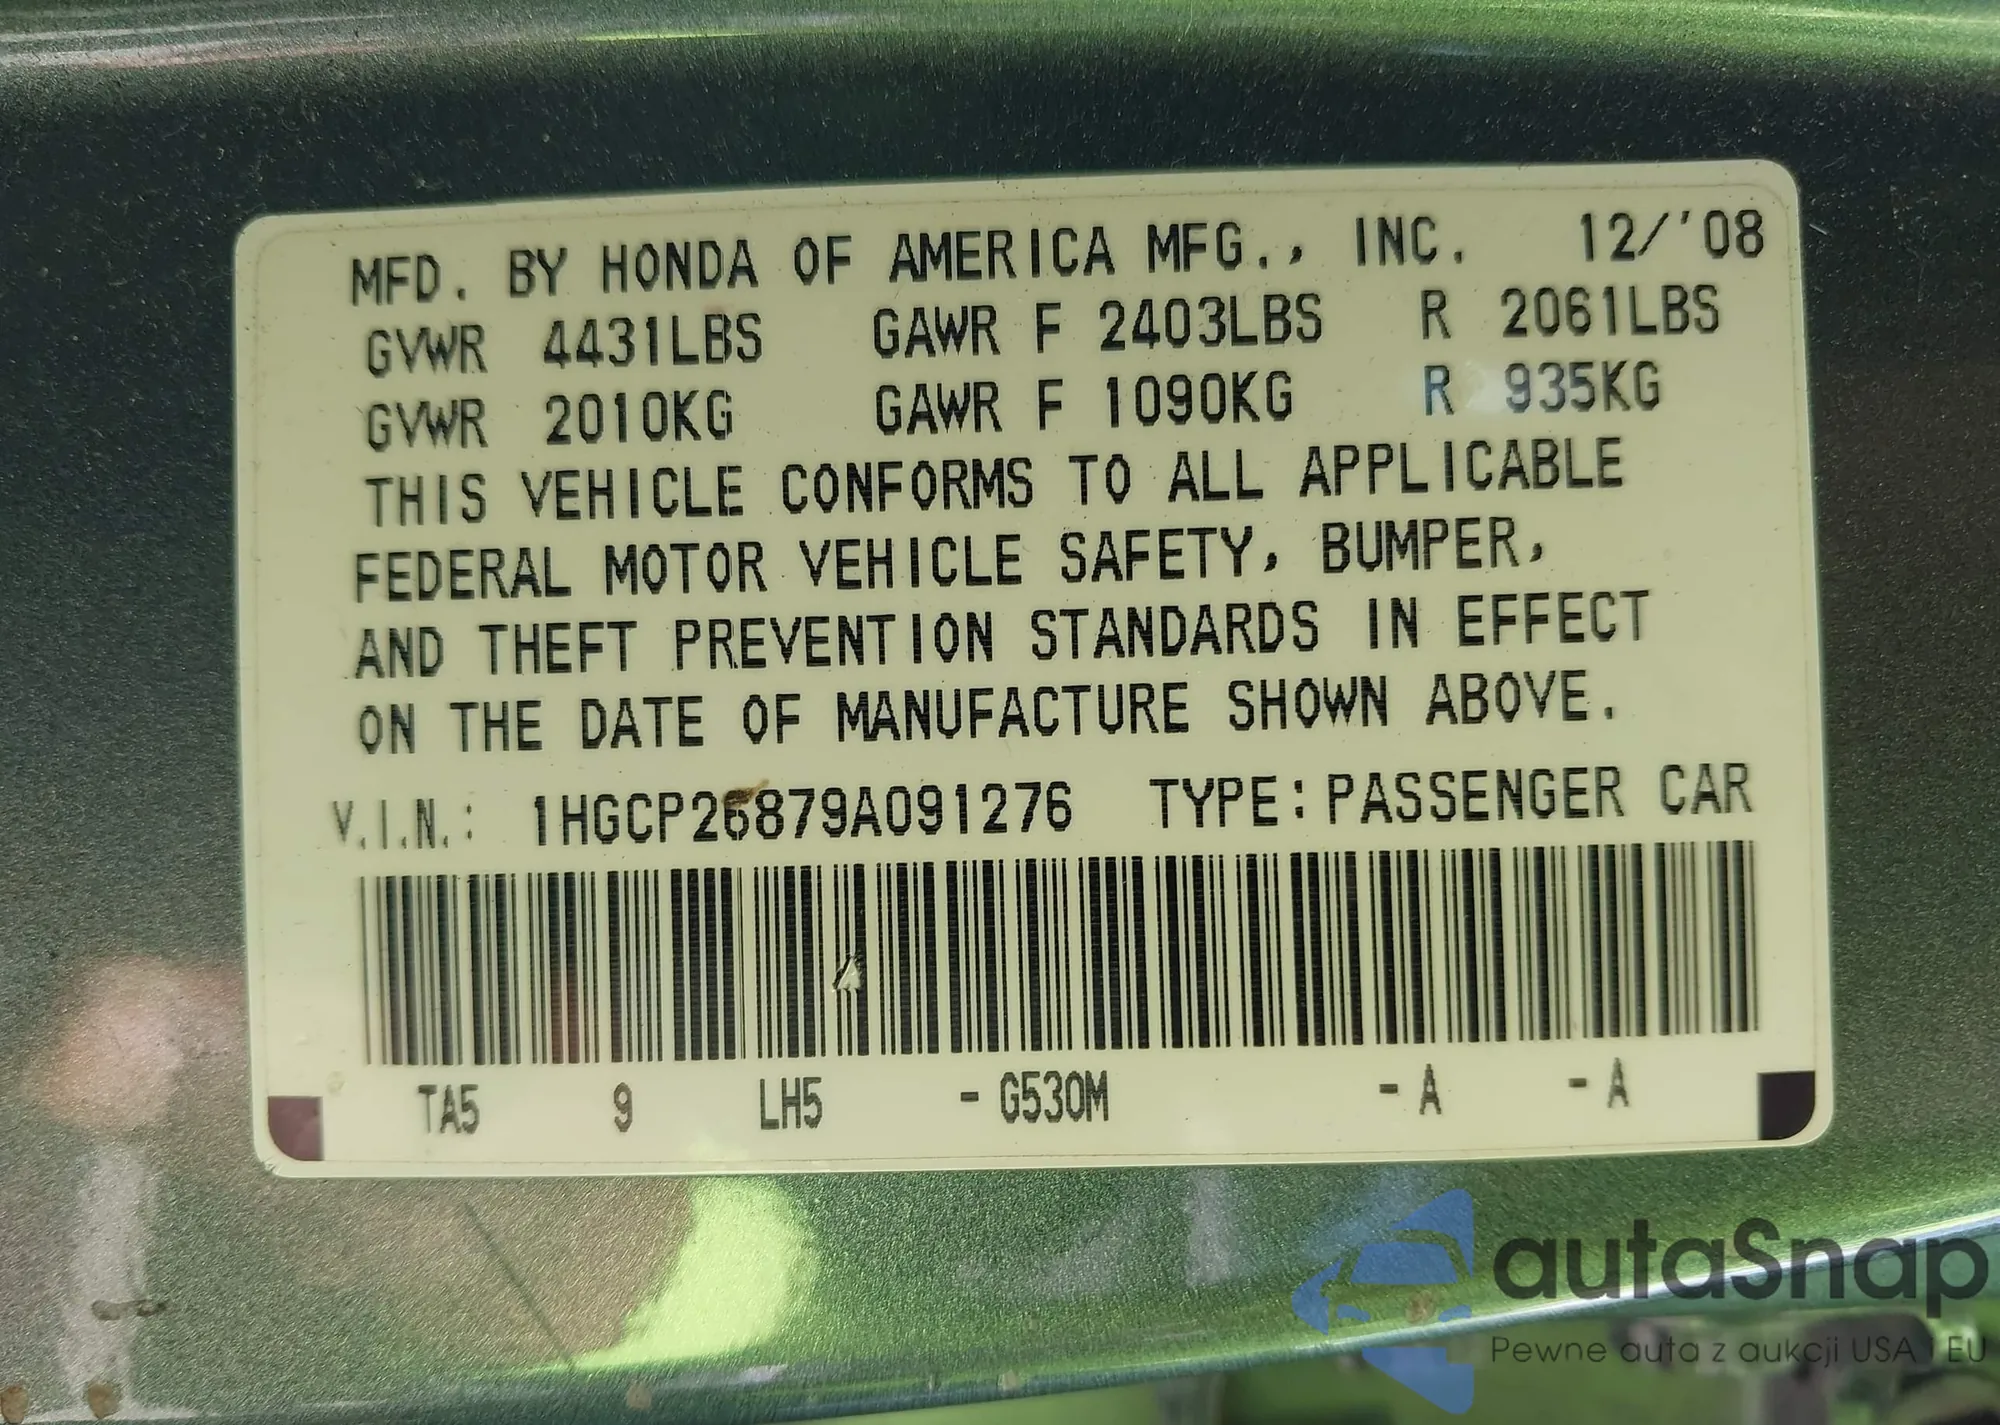 MFD. BY HONDA OF AMERICA MFG., INC. 12/'08
GVWR 4431LBS GAWR F 2403LBS R 2061LBS
GVWR 2010KG GAWR F 1090KG R 935KG
THIS VEHICLE CONFORMS TO ALL APPLICABLE
FEDERAL MOTOR VEHICLE SAFETY, BUMPER,
AND THEFT PREVENTION STANDARDS IN EFFECT
ON THE DATE OF MANUFACTURE SHOWN ABOVE.
V.I.N.: 1HGCP26879A091276 TYPE: PASSENGER CAR
TA5 9 LH5 - G530M - A - A
autaSnap
Pewne auta z aukcji USA i EU